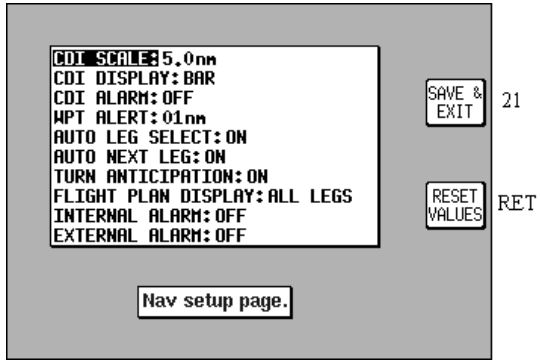 CDI SCALE: 5.0nm
CDI DISPLAY: BAR
CDI ALARM: OFF
WPT ALERT: 01nm
AUTO LEG SELECT: ON
AUTO NEXT LEG: ON
TURN ANTICIPATION: ON
FLIGHT PLAN DISPLAY: ALL LEGS
INTERNAL ALARM: OFF
EXTERNAL ALARM: OFF
SAVE &
EXIT
21
RESET
VALUES
RET
Nav setup page.